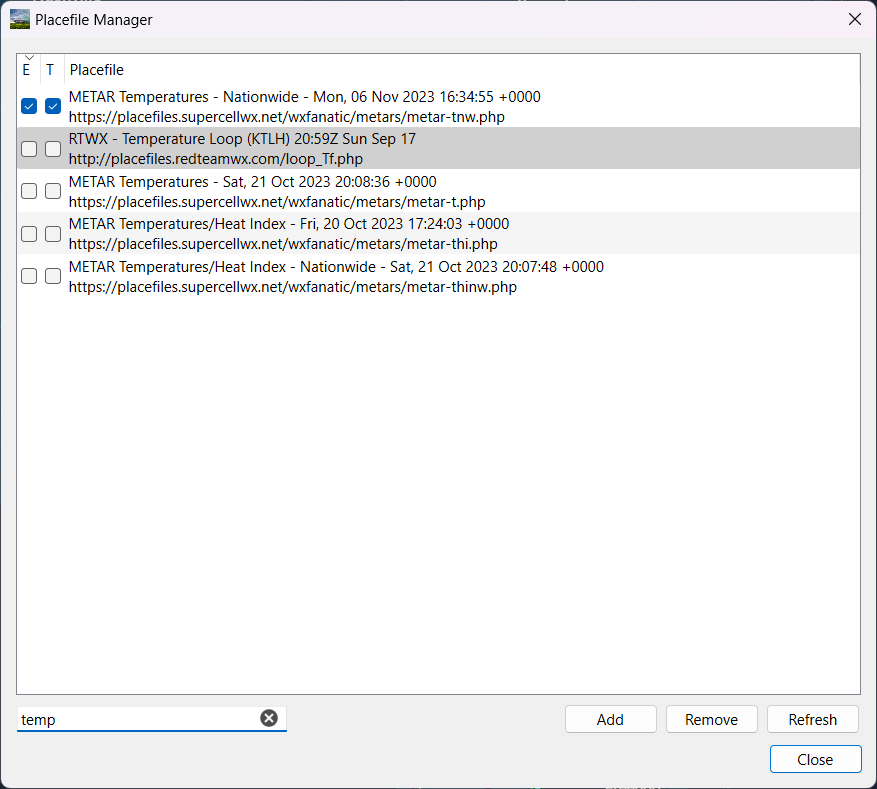 Placefile Manager
E T Placefile
METAR Temperatures - Nationwide - Mon, 06 Nov 2023 16:34:55 +0000
https://placefiles.supercellwx.net/wxfanatic/metars/metar-tnw.php
RTWX - Temperature Loop (KTLH) 20:59Z Sun Sep 17
http://placefiles.redteamwx.com/loop_Tf.php
METAR Temperatures - Sat, 21 Oct 2023 20:08:36 +0000
https://placefiles.supercellwx.net/wxfanatic/metars/metar-t.php
METAR Temperatures/Heat Index - Fri, 20 Oct 2023 17:24:03 +0000
https://placefiles.supercellwx.net/wxfanatic/metars/metar-thi.php
METAR Temperatures/Heat Index - Nationwide - Sat, 21 Oct 2023 20:07:48 +0000
https://placefiles.supercellwx.net/wxfanatic/metars/metar-thinw.php
temp Add Remove Refresh
Close